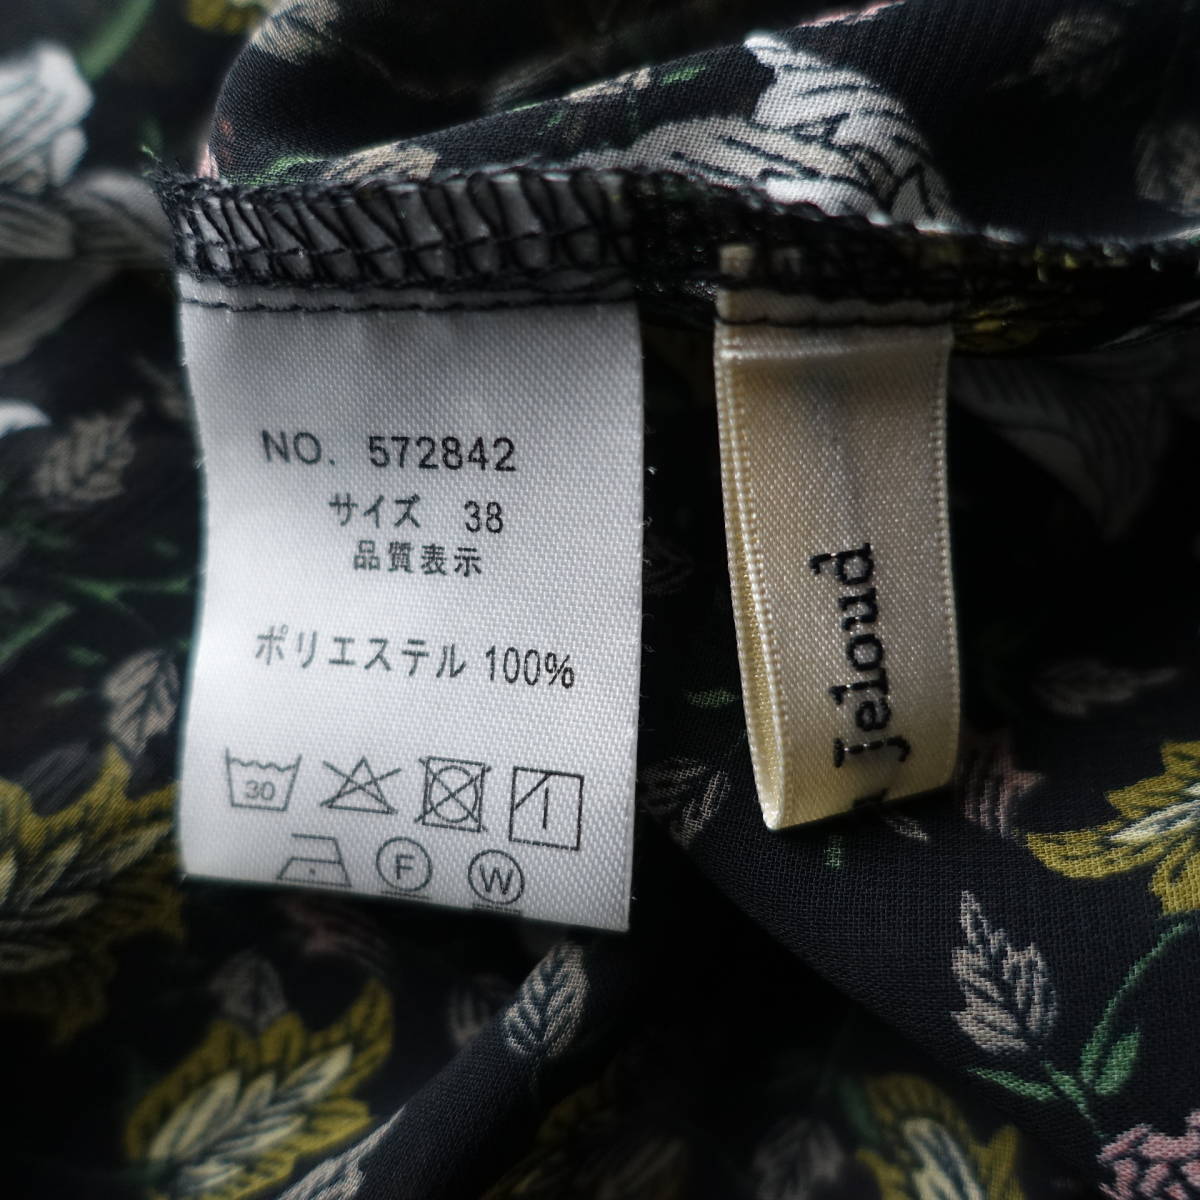 NO. 572842
サイズ 38
品質表示
ポリエステル 100%
30
F
W
Jeloud